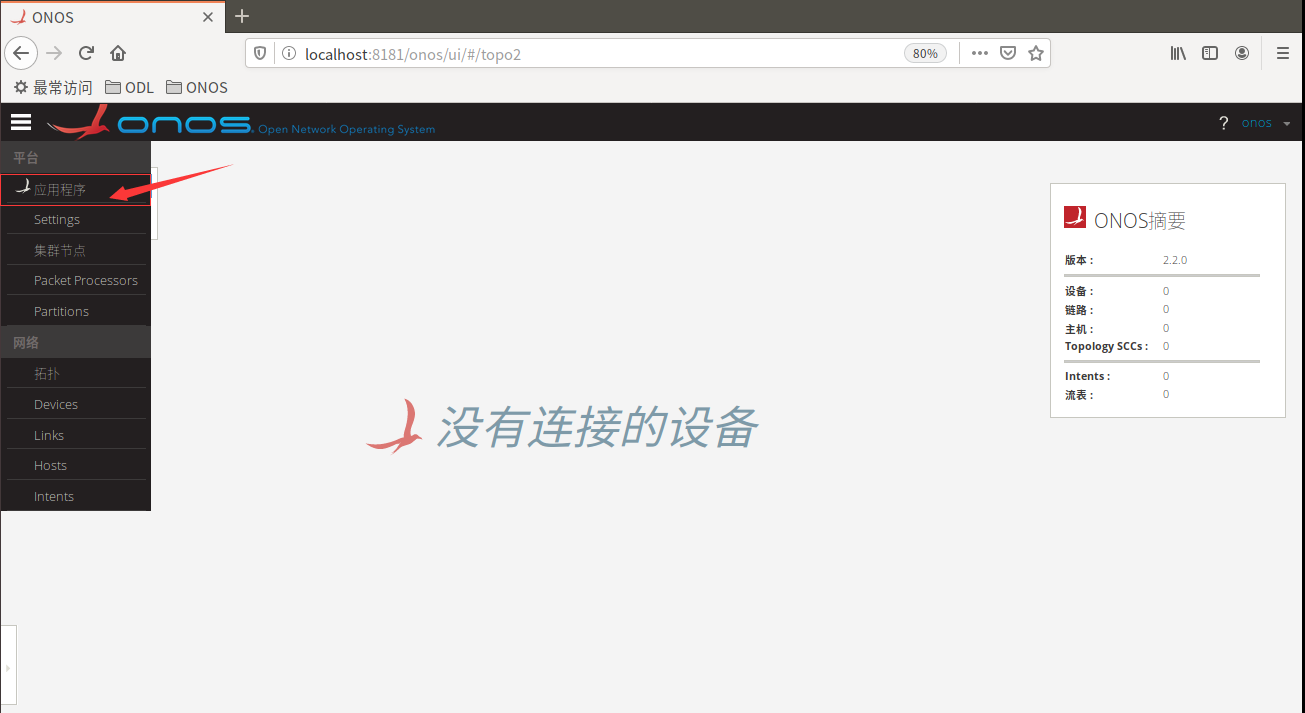 ONOS
localhost:8181/onos/ui/#/topo2
80%
最常访问 ODL ONOS
onos Open Network Operating System
? onos
平台
应用程序
Settings
集群节点
Packet Processors
Partitions
网络
拓扑
Devices
Links
Hosts
Intents
没有连接的设备
ONOS摘要
版本 : 2.2.0
设备 : 0
链路 : 0
主机 : 0
Topology SCCs : 0
Intents : 0
流表 : 0